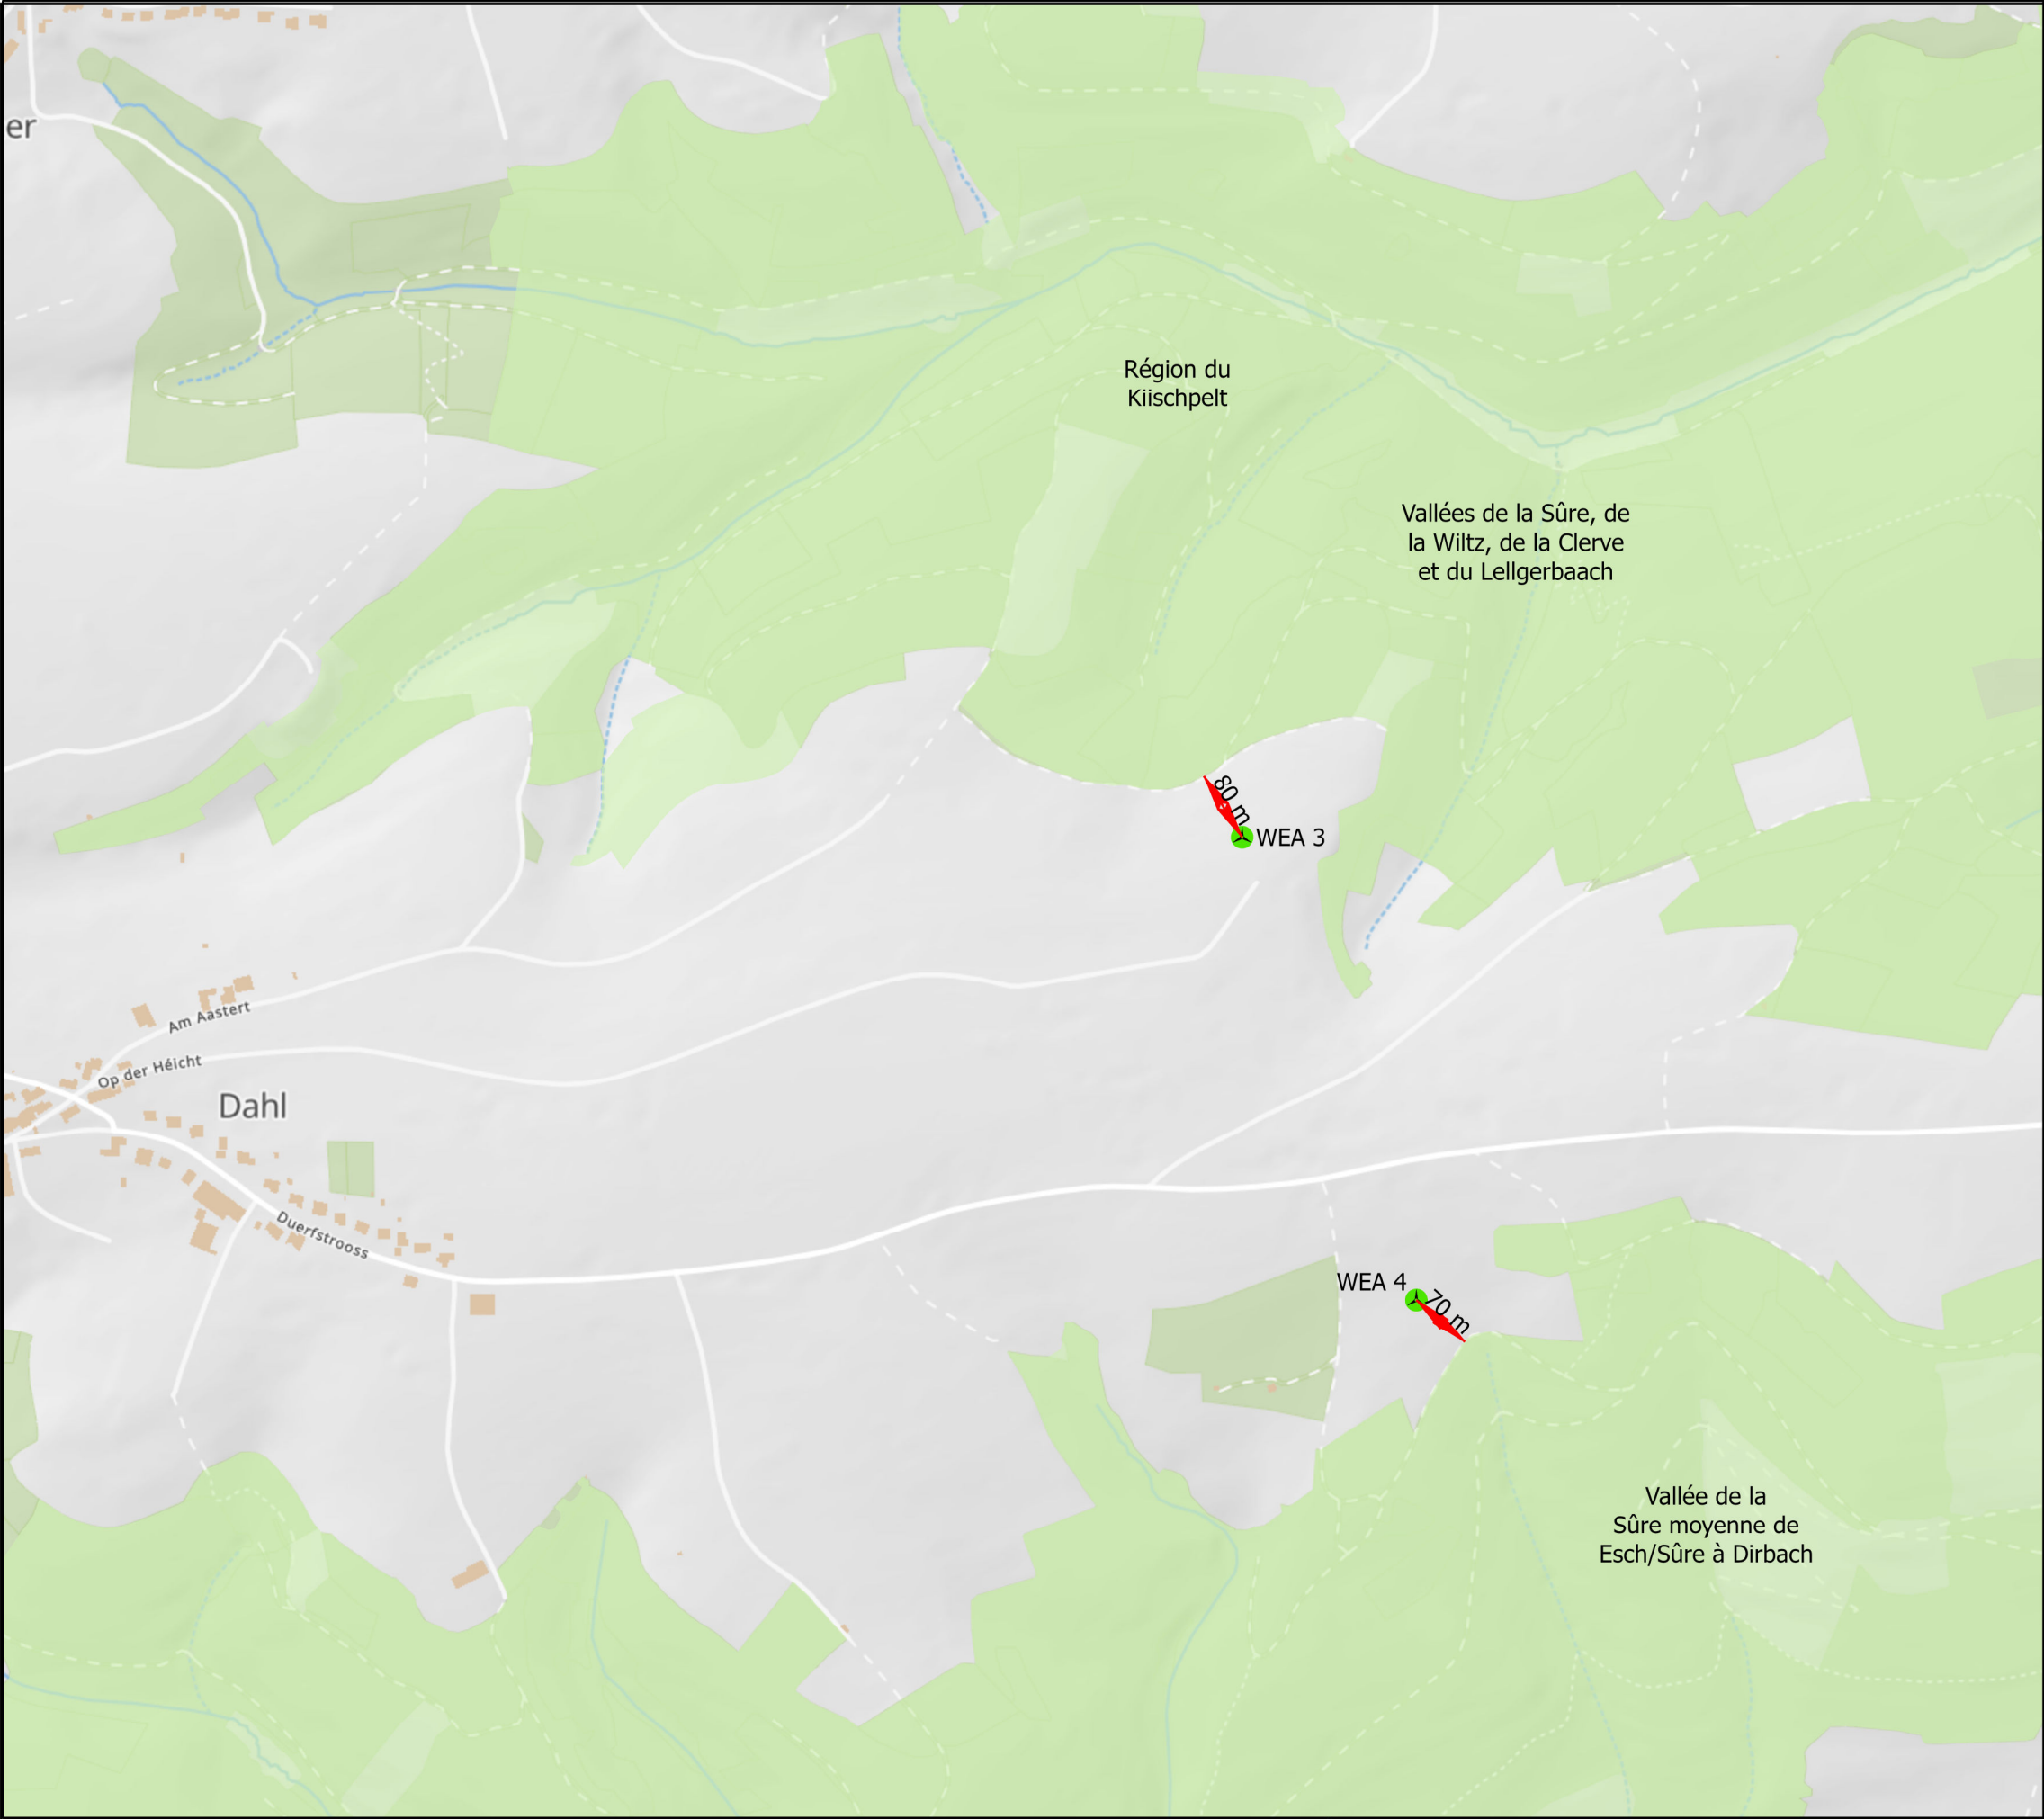 er
Région du
Kiischpelt
Vallées de la Sûre, de
la Wiltz, de la Clerve
et du Lellgerbaach
80 m
WEA 3
Am Aastert
Op der Héicht
Dahl
Duerfstrooss
WEA 4
70 m
Vallée de la
Sûre moyenne de
Esch/Sûre à Dirbach